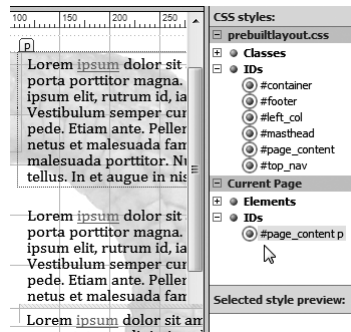 100 150 200 250
p
Lorem ipsum dolor sit
porta porttitor magna.
ipsum elit, rutrum id, ia
Vestibulum semper cur
pede. Etiam ante. Peller
netus et malesuada fam
malesuada porttitor. Nu
tellus. In et augue in nis
Lorem ipsum dolor sit
porta porttitor magna.
ipsum elit, rutrum id, ia
Vestibulum semper cur
pede. Etiam ante. Peller
netus et malesuada fam
Lorem ipsum dolor sit am
CSS styles:
prebuiltlayout.css
Classes
IDs
#container
#footer
#left_col
#masthead
#page_content
#top_nav
Current Page
Elements
IDs
#page_content p
Selected style preview: